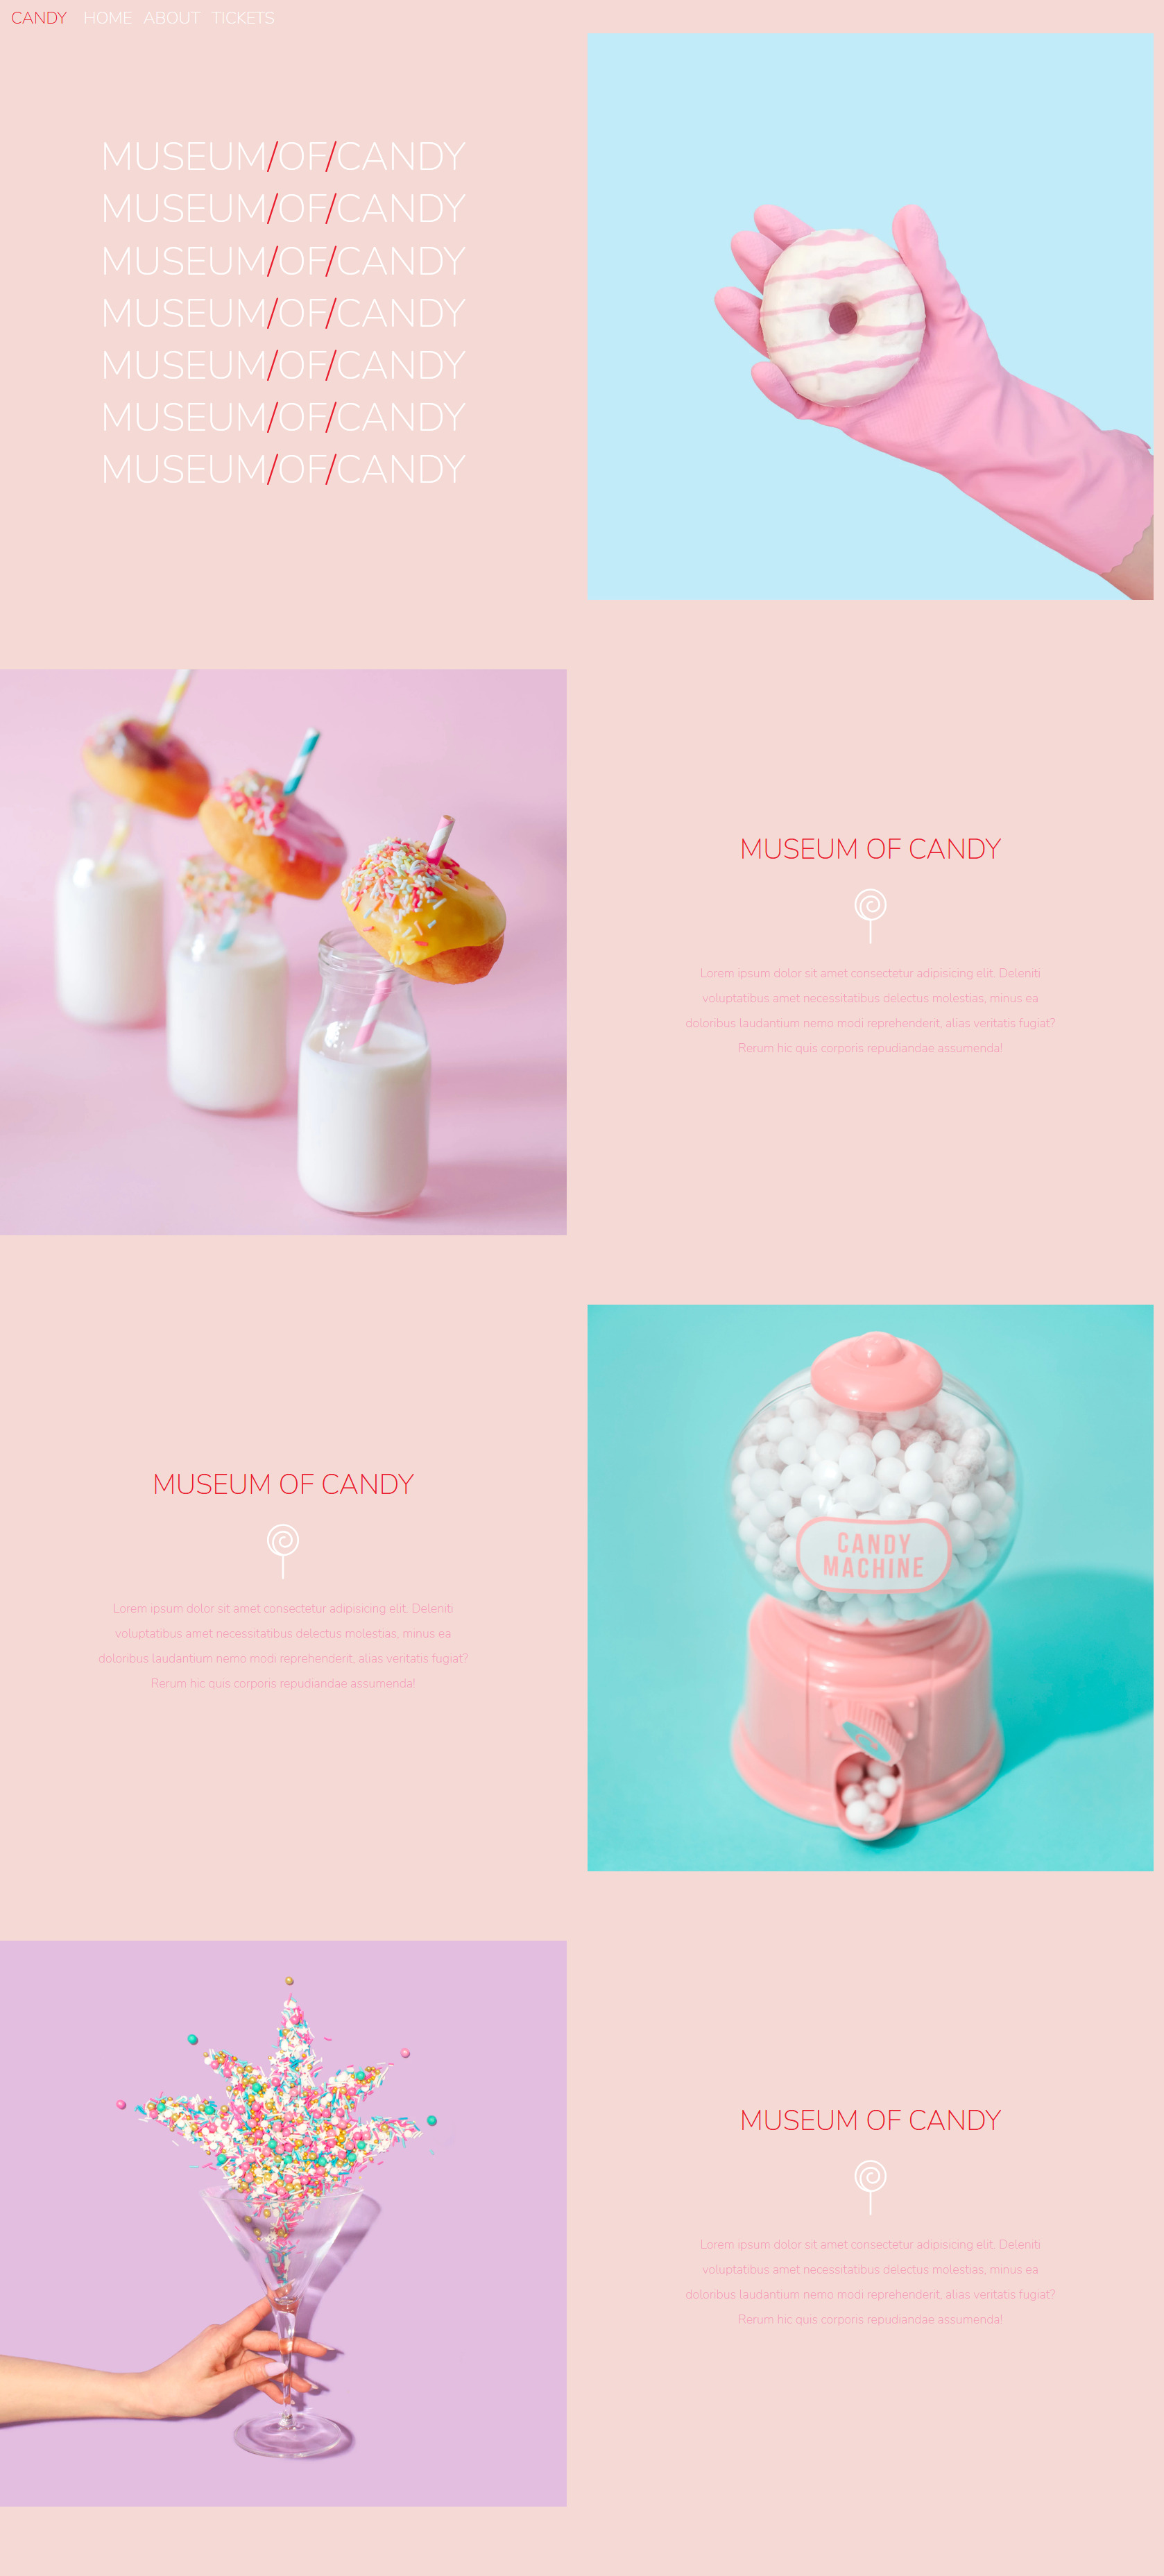 CANDY HOME ABOUT TICKETS
MUSEUM/OF/CANDY
MUSEUM/OF/CANDY
MUSEUM/OF/CANDY
MUSEUM/OF/CANDY
MUSEUM/OF/CANDY
MUSEUM/OF/CANDY
MUSEUM/OF/CANDY
MUSEUM OF CANDY
Lorem ipsum dolor sit amet consectetur adipisicing elit. Deleniti
voluptatibus amet necessitatibus delectus molestias, minus ea
doloribus laudantium nemo modi reprehenderit, alias veritatis fugiat?
Rerum hic quis corporis repudiandae assumenda!
MUSEUM OF CANDY
Lorem ipsum dolor sit amet consectetur adipisicing elit. Deleniti
voluptatibus amet necessitatibus delectus molestias, minus ea
doloribus laudantium nemo modi reprehenderit, alias veritatis fugiat?
Rerum hic quis corporis repudiandae assumenda!
CANDY
MACHINE
MUSEUM OF CANDY
Lorem ipsum dolor sit amet consectetur adipisicing elit. Deleniti
voluptatibus amet necessitatibus delectus molestias, minus ea
doloribus laudantium nemo modi reprehenderit, alias veritatis fugiat?
Rerum hic quis corporis repudiandae assumenda!